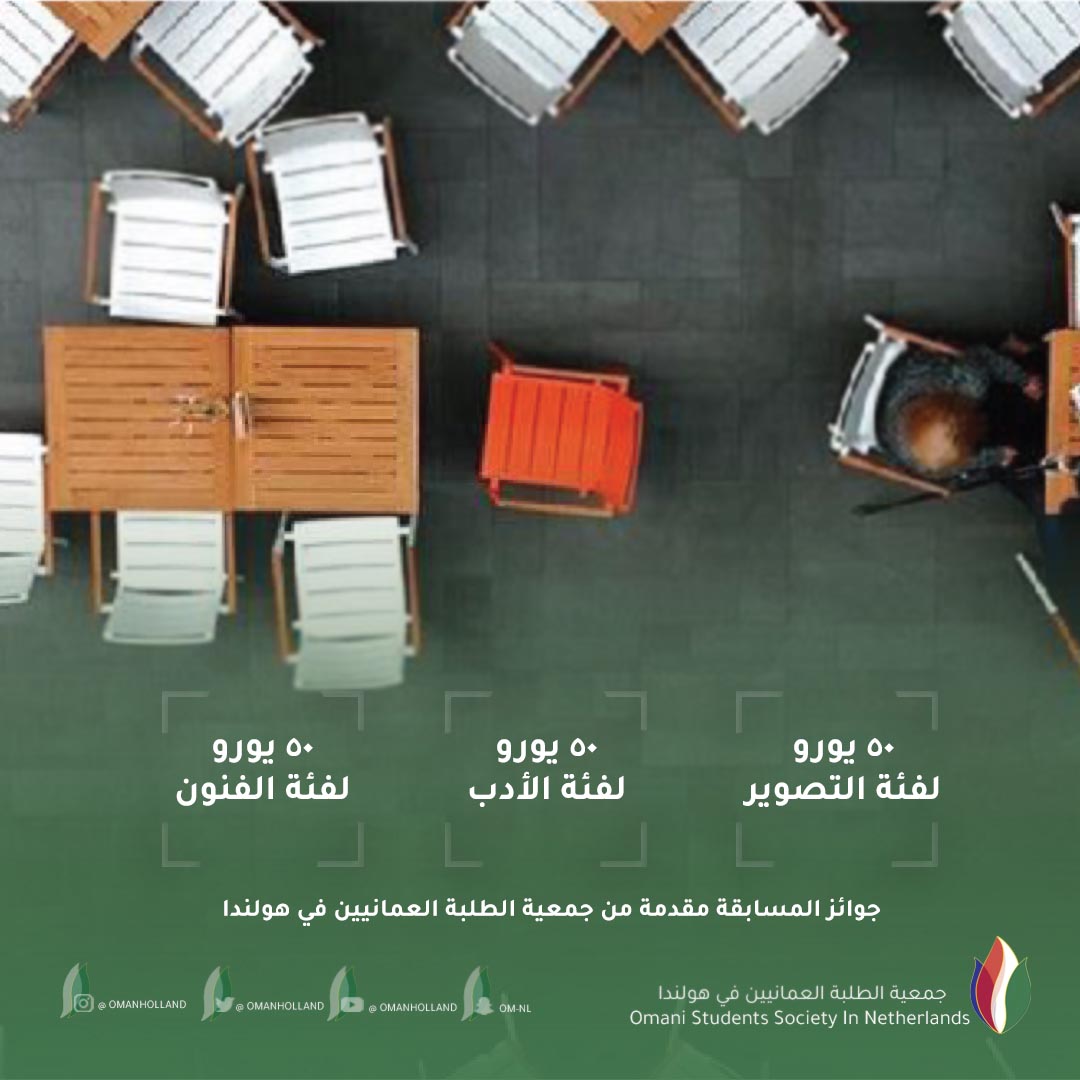 ٥٠ يورو
لفئة التصوير
٥٠ يورو
لفئة الأدب
٥٠ يورو
لفئة الفنون
جوائز المسابقة مقدمة من جمعية الطلبة العمانيين في هولندا
جمعية الطلبة العمانيين في هولندا
Omani Students Society In Netherlands
@ OMANHOLLAND
@ OMANHOLLAND
@ OMANHOLLAND
OM-NL